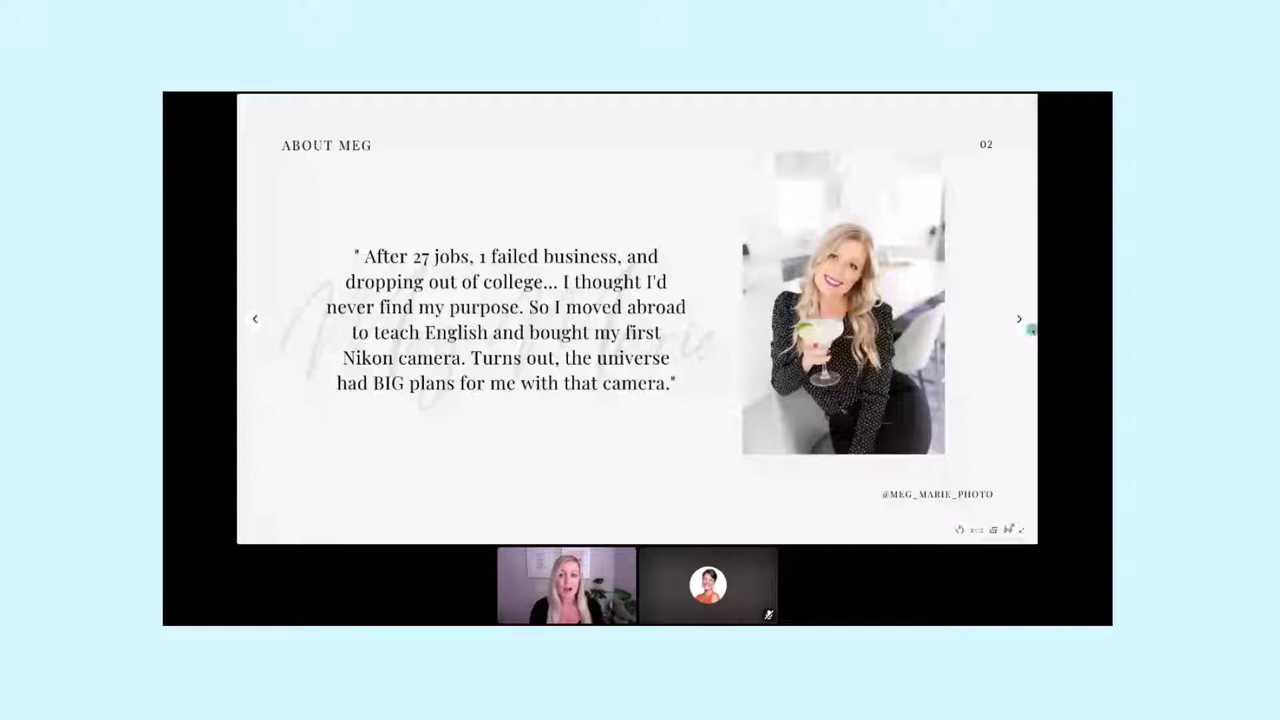 ABOUT MEG
02
" After 27 jobs, 1 failed business, and
dropping out of college... I thought I'd
never find my purpose. So I moved abroad
to teach English and bought my first
Nikon camera. Turns out, the universe
had BIG plans for me with that camera."
@MEG_MARIE_PHOTO